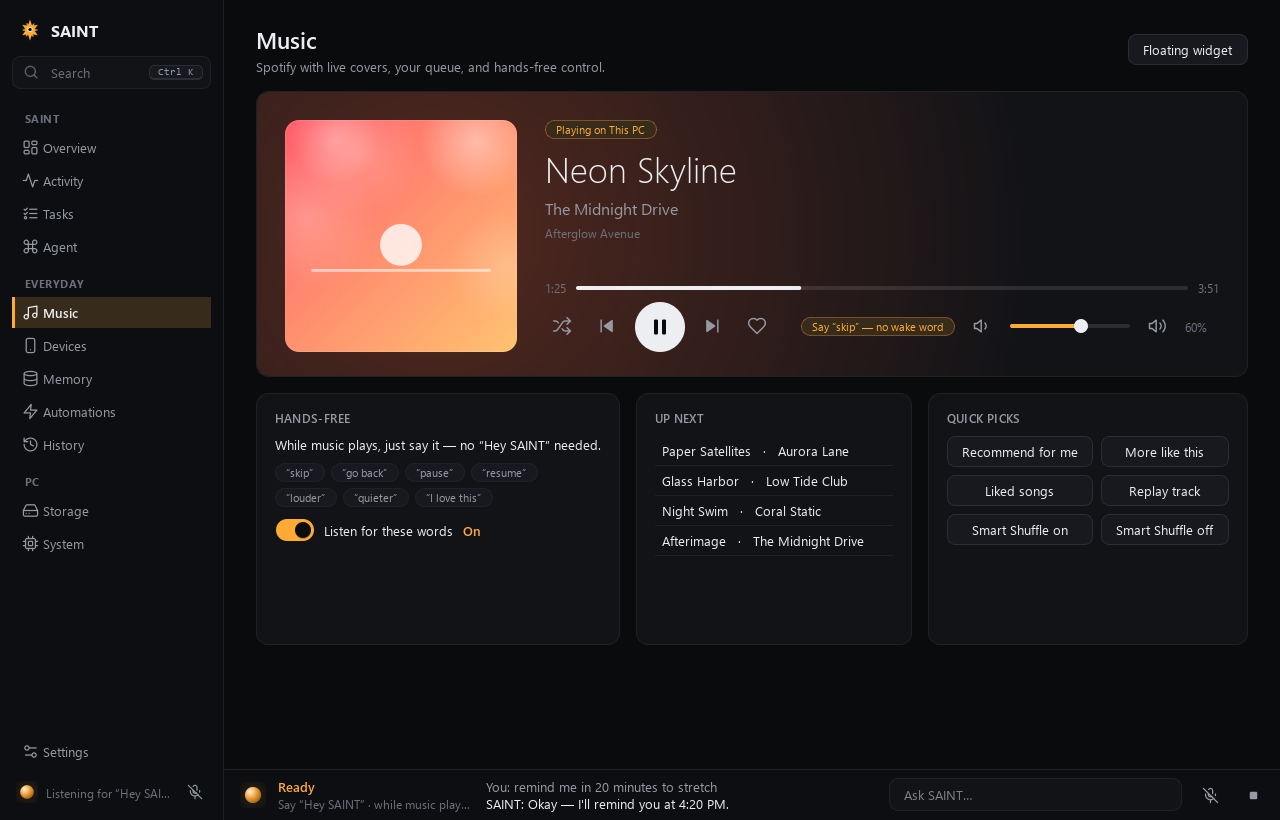 SAINT
Search
Ctrl K
SAINT
Overview
Activity
Tasks
Agent
EVERYDAY
Music
Devices
Memory
Automations
History
PC
Storage
System
Settings
Listening for “Hey SAI...
Music
Spotify with live covers, your queue, and hands-free control.
Floating widget
Playing on This PC
Neon Skyline
The Midnight Drive
Afterglow Avenue
1:25
3:51
Say “skip” — no wake word
60%
HANDS-FREE
While music plays, just say it — no “Hey SAINT” needed.
“skip” “go back” “pause” “resume”
“louder” “quieter” “I love this”
Listen for these words On
UP NEXT
Paper Satellites · Aurora Lane
Glass Harbor · Low Tide Club
Night Swim · Coral Static
Afterimage · The Midnight Drive
QUICK PICKS
Recommend for me
More like this
Liked songs
Replay track
Smart Shuffle on
Smart Shuffle off
Ready
Say “Hey SAINT” · while music play...
You: remind me in 20 minutes to stretch
SAINT: Okay — I'll remind you at 4:20 PM.
Ask SAINT...